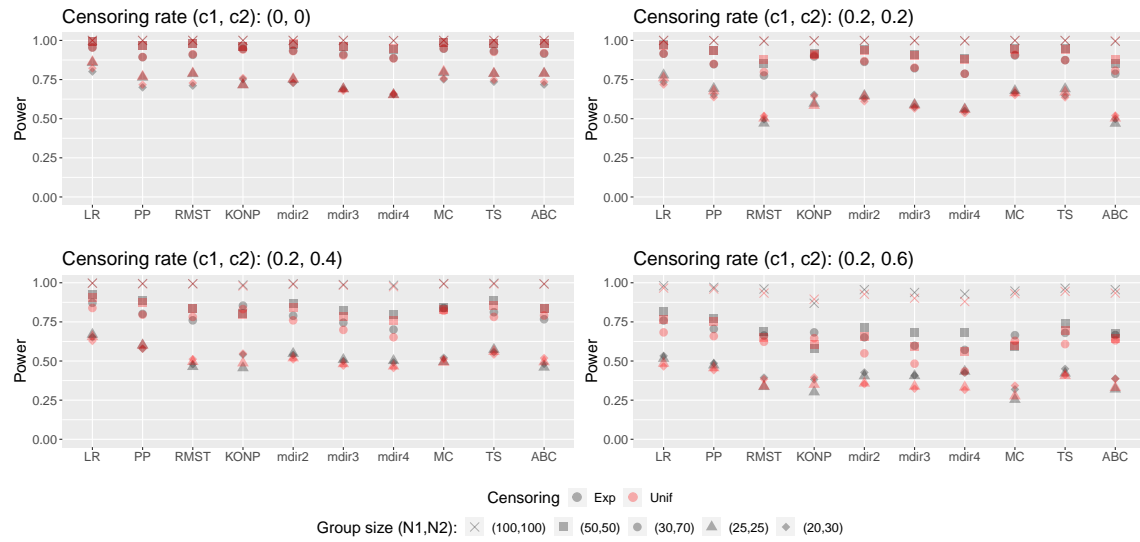 Censoring rate (c1, c2): (0, 0)
Power
1.00
0.75
0.50
0.25
0.00
LR PP RMST KONP mdir2 mdir3 mdir4 MC TS ABC
Censoring rate (c1, c2): (0.2, 0.2)
Power
1.00
0.75
0.50
0.25
0.00
LR PP RMST KONP mdir2 mdir3 mdir4 MC TS ABC
Censoring rate (c1, c2): (0.2, 0.4)
Power
1.00
0.75
0.50
0.25
0.00
LR PP RMST KONP mdir2 mdir3 mdir4 MC TS ABC
Censoring rate (c1, c2): (0.2, 0.6)
Power
1.00
0.75
0.50
0.25
0.00
LR PP RMST KONP mdir2 mdir3 mdir4 MC TS ABC
Censoring Exp Unif
Group size (N1,N2): (100,100) (50,50) (30,70) (25,25) (20,30)